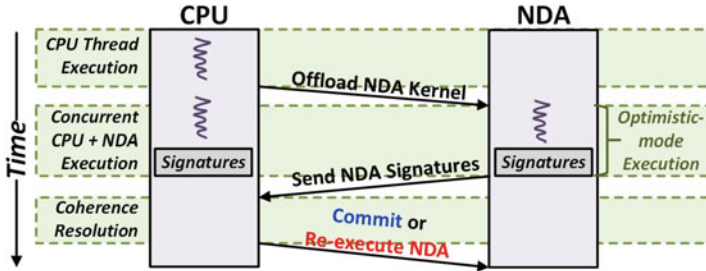 CPU
NDA
CPU Thread
Execution
Offload NDA Kernel
Concurrent
CPU + NDA
Execution
Optimistic-
mode
Execution
Signatures
Signatures
Send NDA Signatures
Coherence
Resolution
Commit or
Re-execute NDA
Time